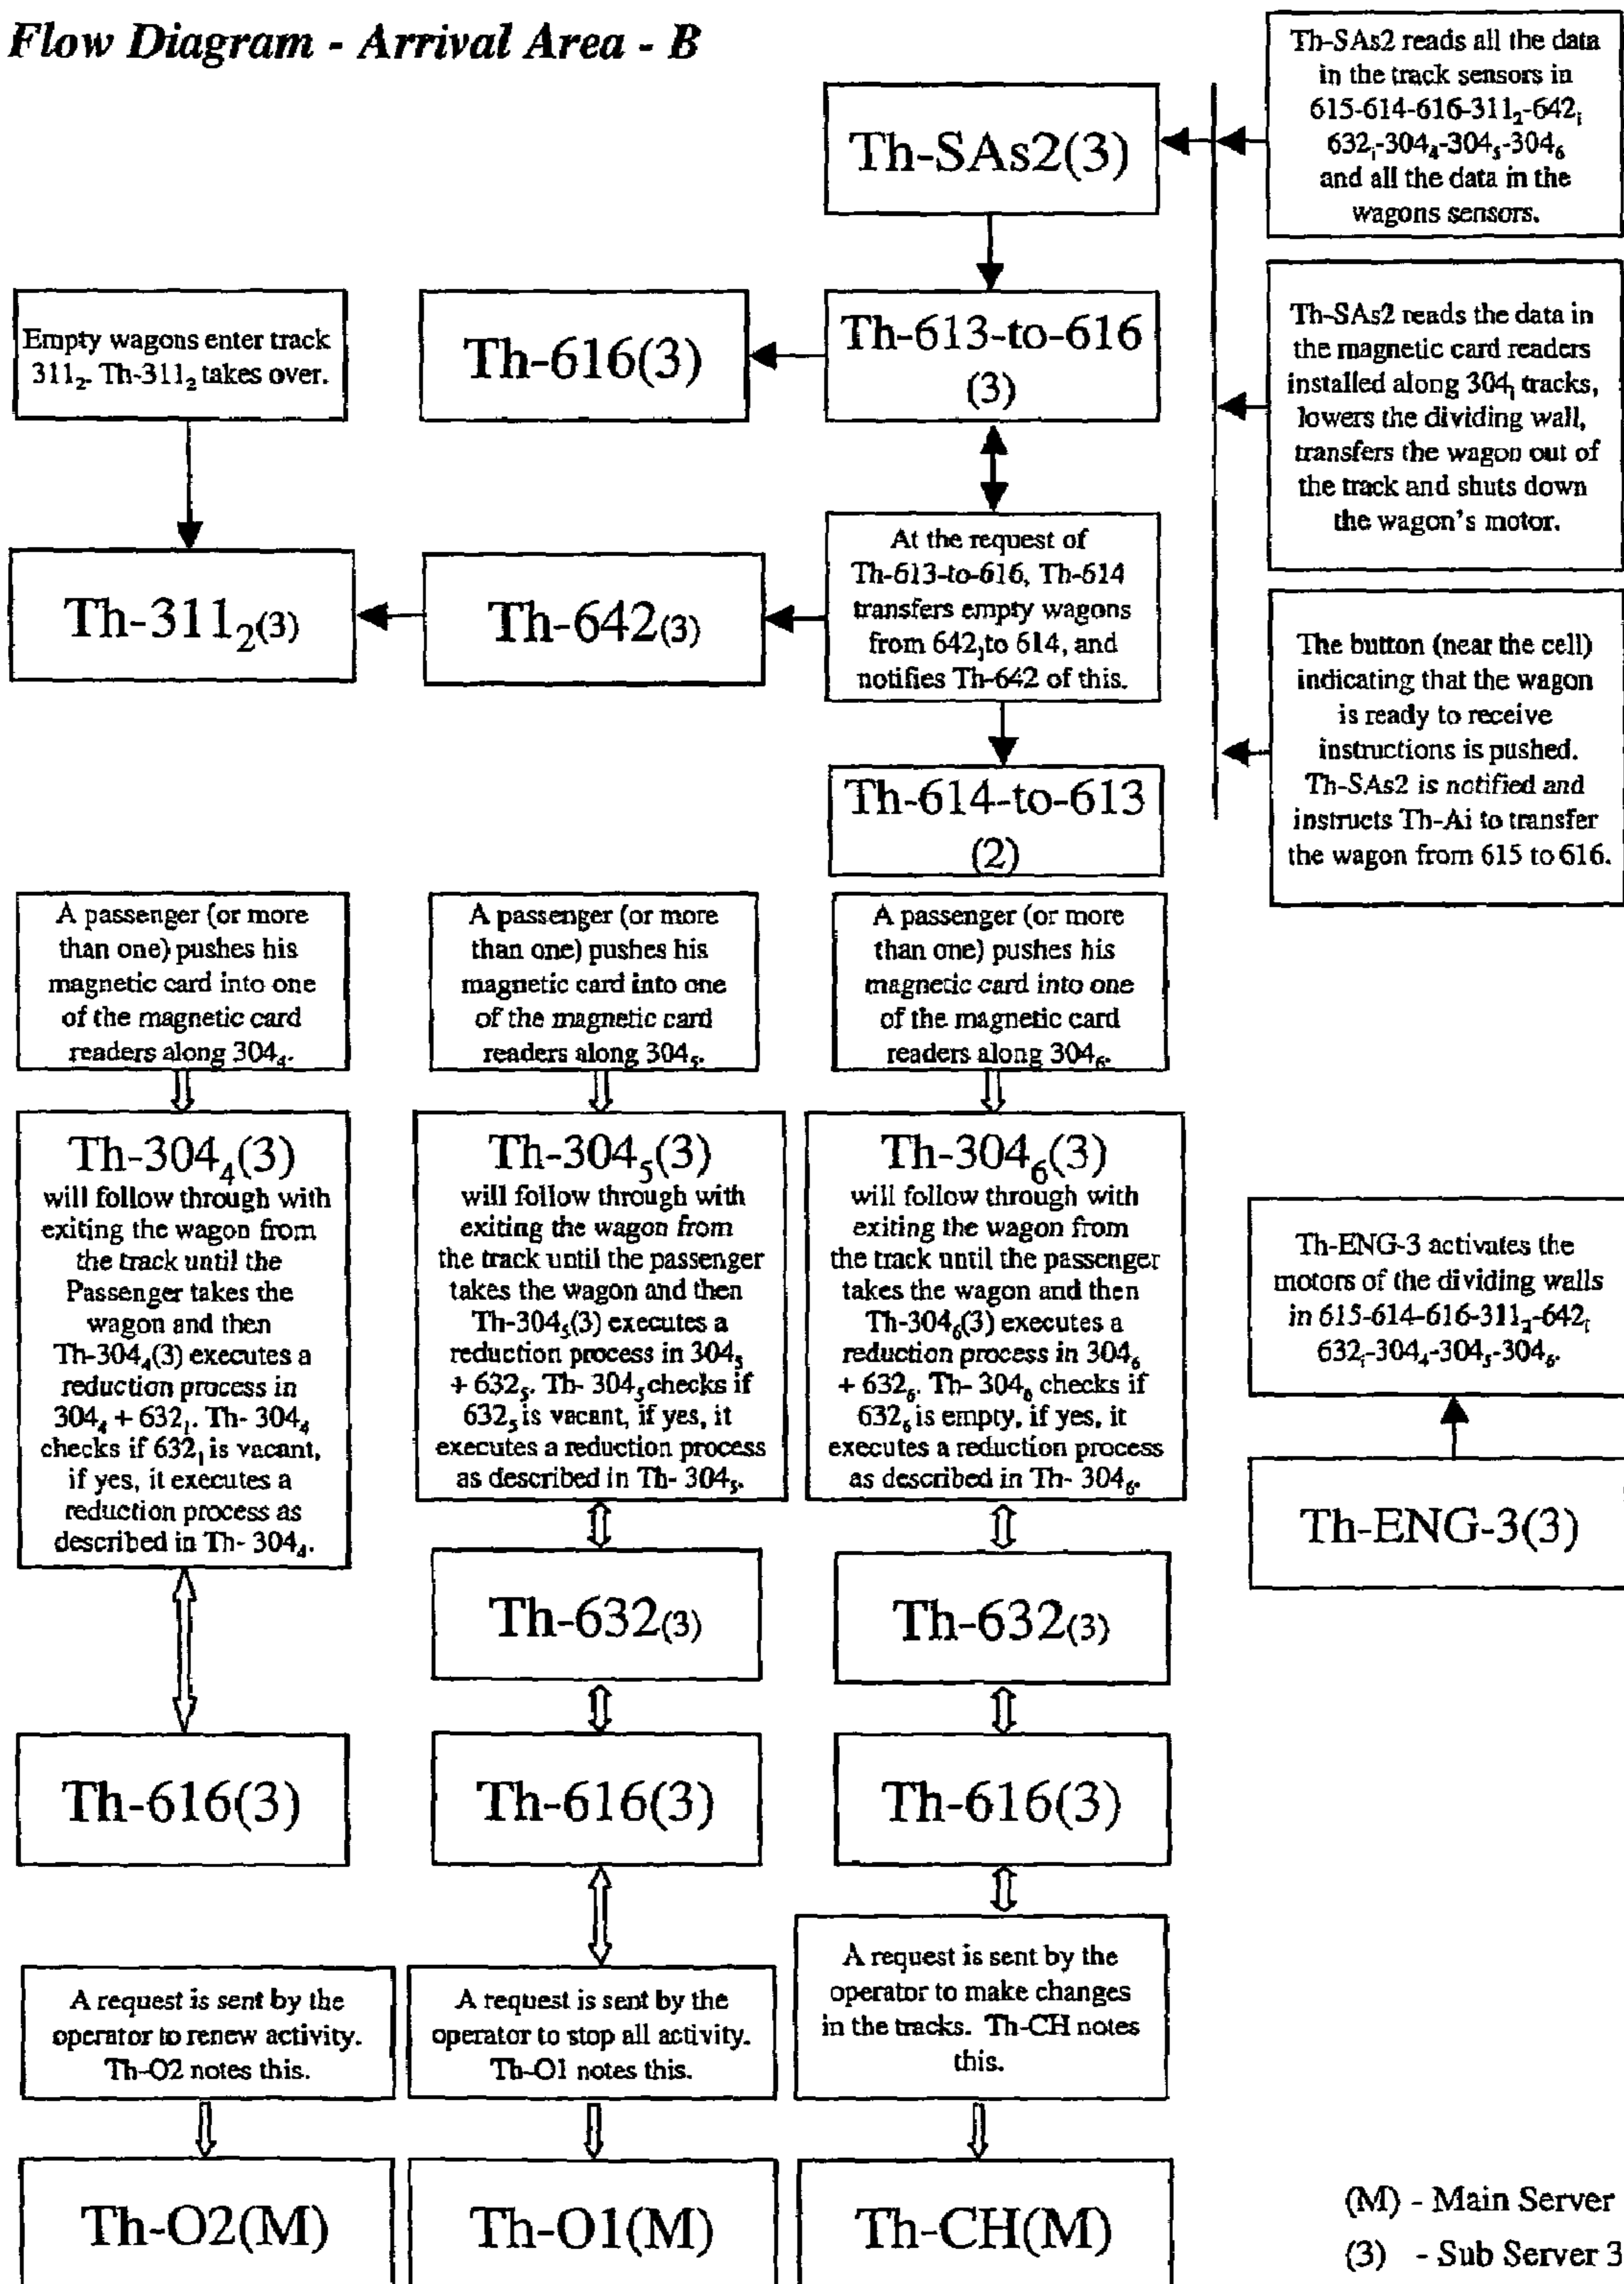 Flow Diagram - Arrival Area - B
Th-SAs2 reads all the data
in the track sensors in
615-614-616-311₂-642ᵢ
632ᵢ-304₄-304₅-304₆
and all the data in the
wagons sensors.
Th-SAs2(3)
Empty wagons enter track
311₂. Th-311₂ takes over.
Th-616(3)
Th-613-to-616
(3)
Th-SAs2 reads the data in
the magnetic card readers
installed along 304ᵢ tracks,
lowers the dividing wall,
transfers the wagon out of
the track and shuts down
the wagon's motor.
Th-311₂(3)
Th-642(3)
At the request of
Th-613-to-616, Th-614
transfers empty wagons
from 642ⱼ to 614, and
notifies Th-642 of this.
The button (near the cell)
indicating that the wagon
is ready to receive
instructions is pushed.
Th-SAs2 is notified and
instructs Th-Ai to transfer
the wagon from 615 to 616.
Th-614-to-613
(2)
A passenger (or more
than one) pushes his
magnetic card into one
of the magnetic card
readers along 304₄.
A passenger (or more
than one) pushes his
magnetic card into one
of the magnetic card
readers along 304₅.
A passenger (or more
than one) pushes his
magnetic card into one
of the magnetic card
readers along 304₆.
Th-304₄(3)
will follow through with
exiting the wagon from
the track until the
Passenger takes the
wagon and then
Th-304₄(3) executes a
reduction process in
304₄ + 632₁. Th- 304₄
checks if 632₁ is vacant,
if yes, it executes a
reduction process as
described in Th- 304₄.
Th-304₅(3)
will follow through with
exiting the wagon from
the track until the passenger
takes the wagon and then
Th-304₅(3) executes a
reduction process in 304₅
+ 632₅. Th- 304₅ checks if
632₅ is vacant, if yes, it
executes a reduction process
as described in Th- 304₅.
Th-304₆(3)
will follow through with
exiting the wagon from
the track until the passenger
takes the wagon and then
Th-304₆(3) executes a
reduction process in 304₆
+ 632₆. Th- 304₆ checks if
632₆ is empty, if yes, it
executes a reduction process
as described in Th- 304₆.
Th-ENG-3 activates the
motors of the dividing walls
in 615-614-616-311₂-642ᵢ
632ᵢ-304₄-304₅-304₆.
Th-ENG-3(3)
Th-632(3)
Th-632(3)
Th-616(3)
Th-616(3)
Th-616(3)
A request is sent by the
operator to renew activity.
Th-O2 notes this.
A request is sent by the
operator to stop all activity.
Th-O1 notes this.
A request is sent by the
operator to make changes
in the tracks. Th-CH notes
this.
Th-O2(M)
Th-O1(M)
Th-CH(M)
(M) - Main Server
(3) - Sub Server 3